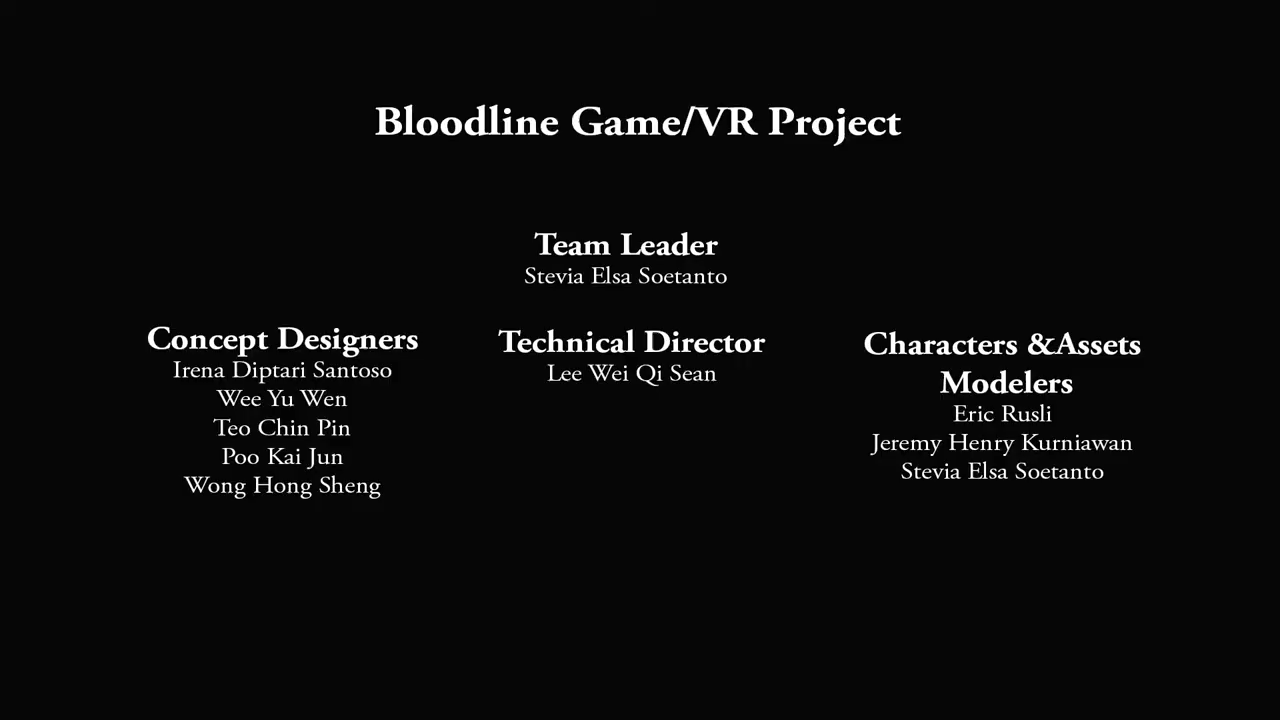 Bloodline Game/VR Project
Team Leader
Stevia Elsa Soetanto
Concept Designers
Irena Diptari Santoso
Wee Yu Wen
Teo Chin Pin
Poo Kai Jun
Wong Hong Sheng
Technical Director
Lee Wei Qi Sean
Characters &Assets
Modelers
Eric Rusli
Jeremy Henry Kurniawan
Stevia Elsa Soetanto